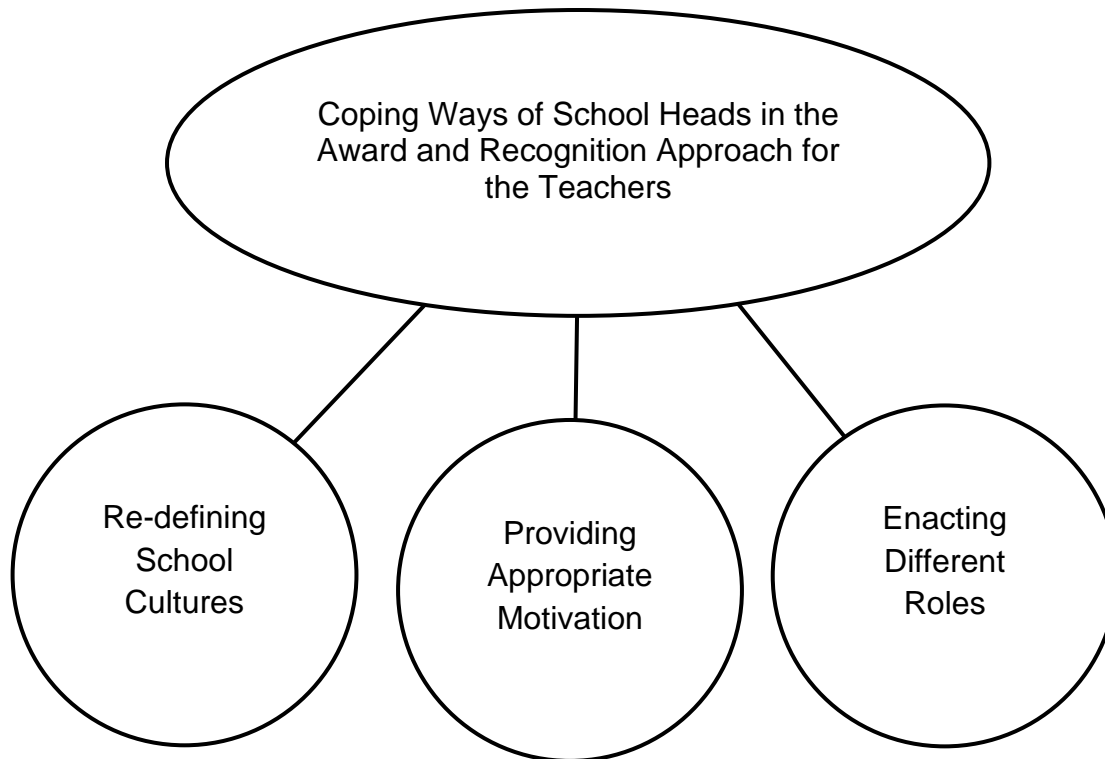 Coping Ways of School Heads in the
Award and Recognition Approach for
the Teachers
Re-defining
School
Cultures
Providing
Appropriate
Motivation
Enacting
Different
Roles